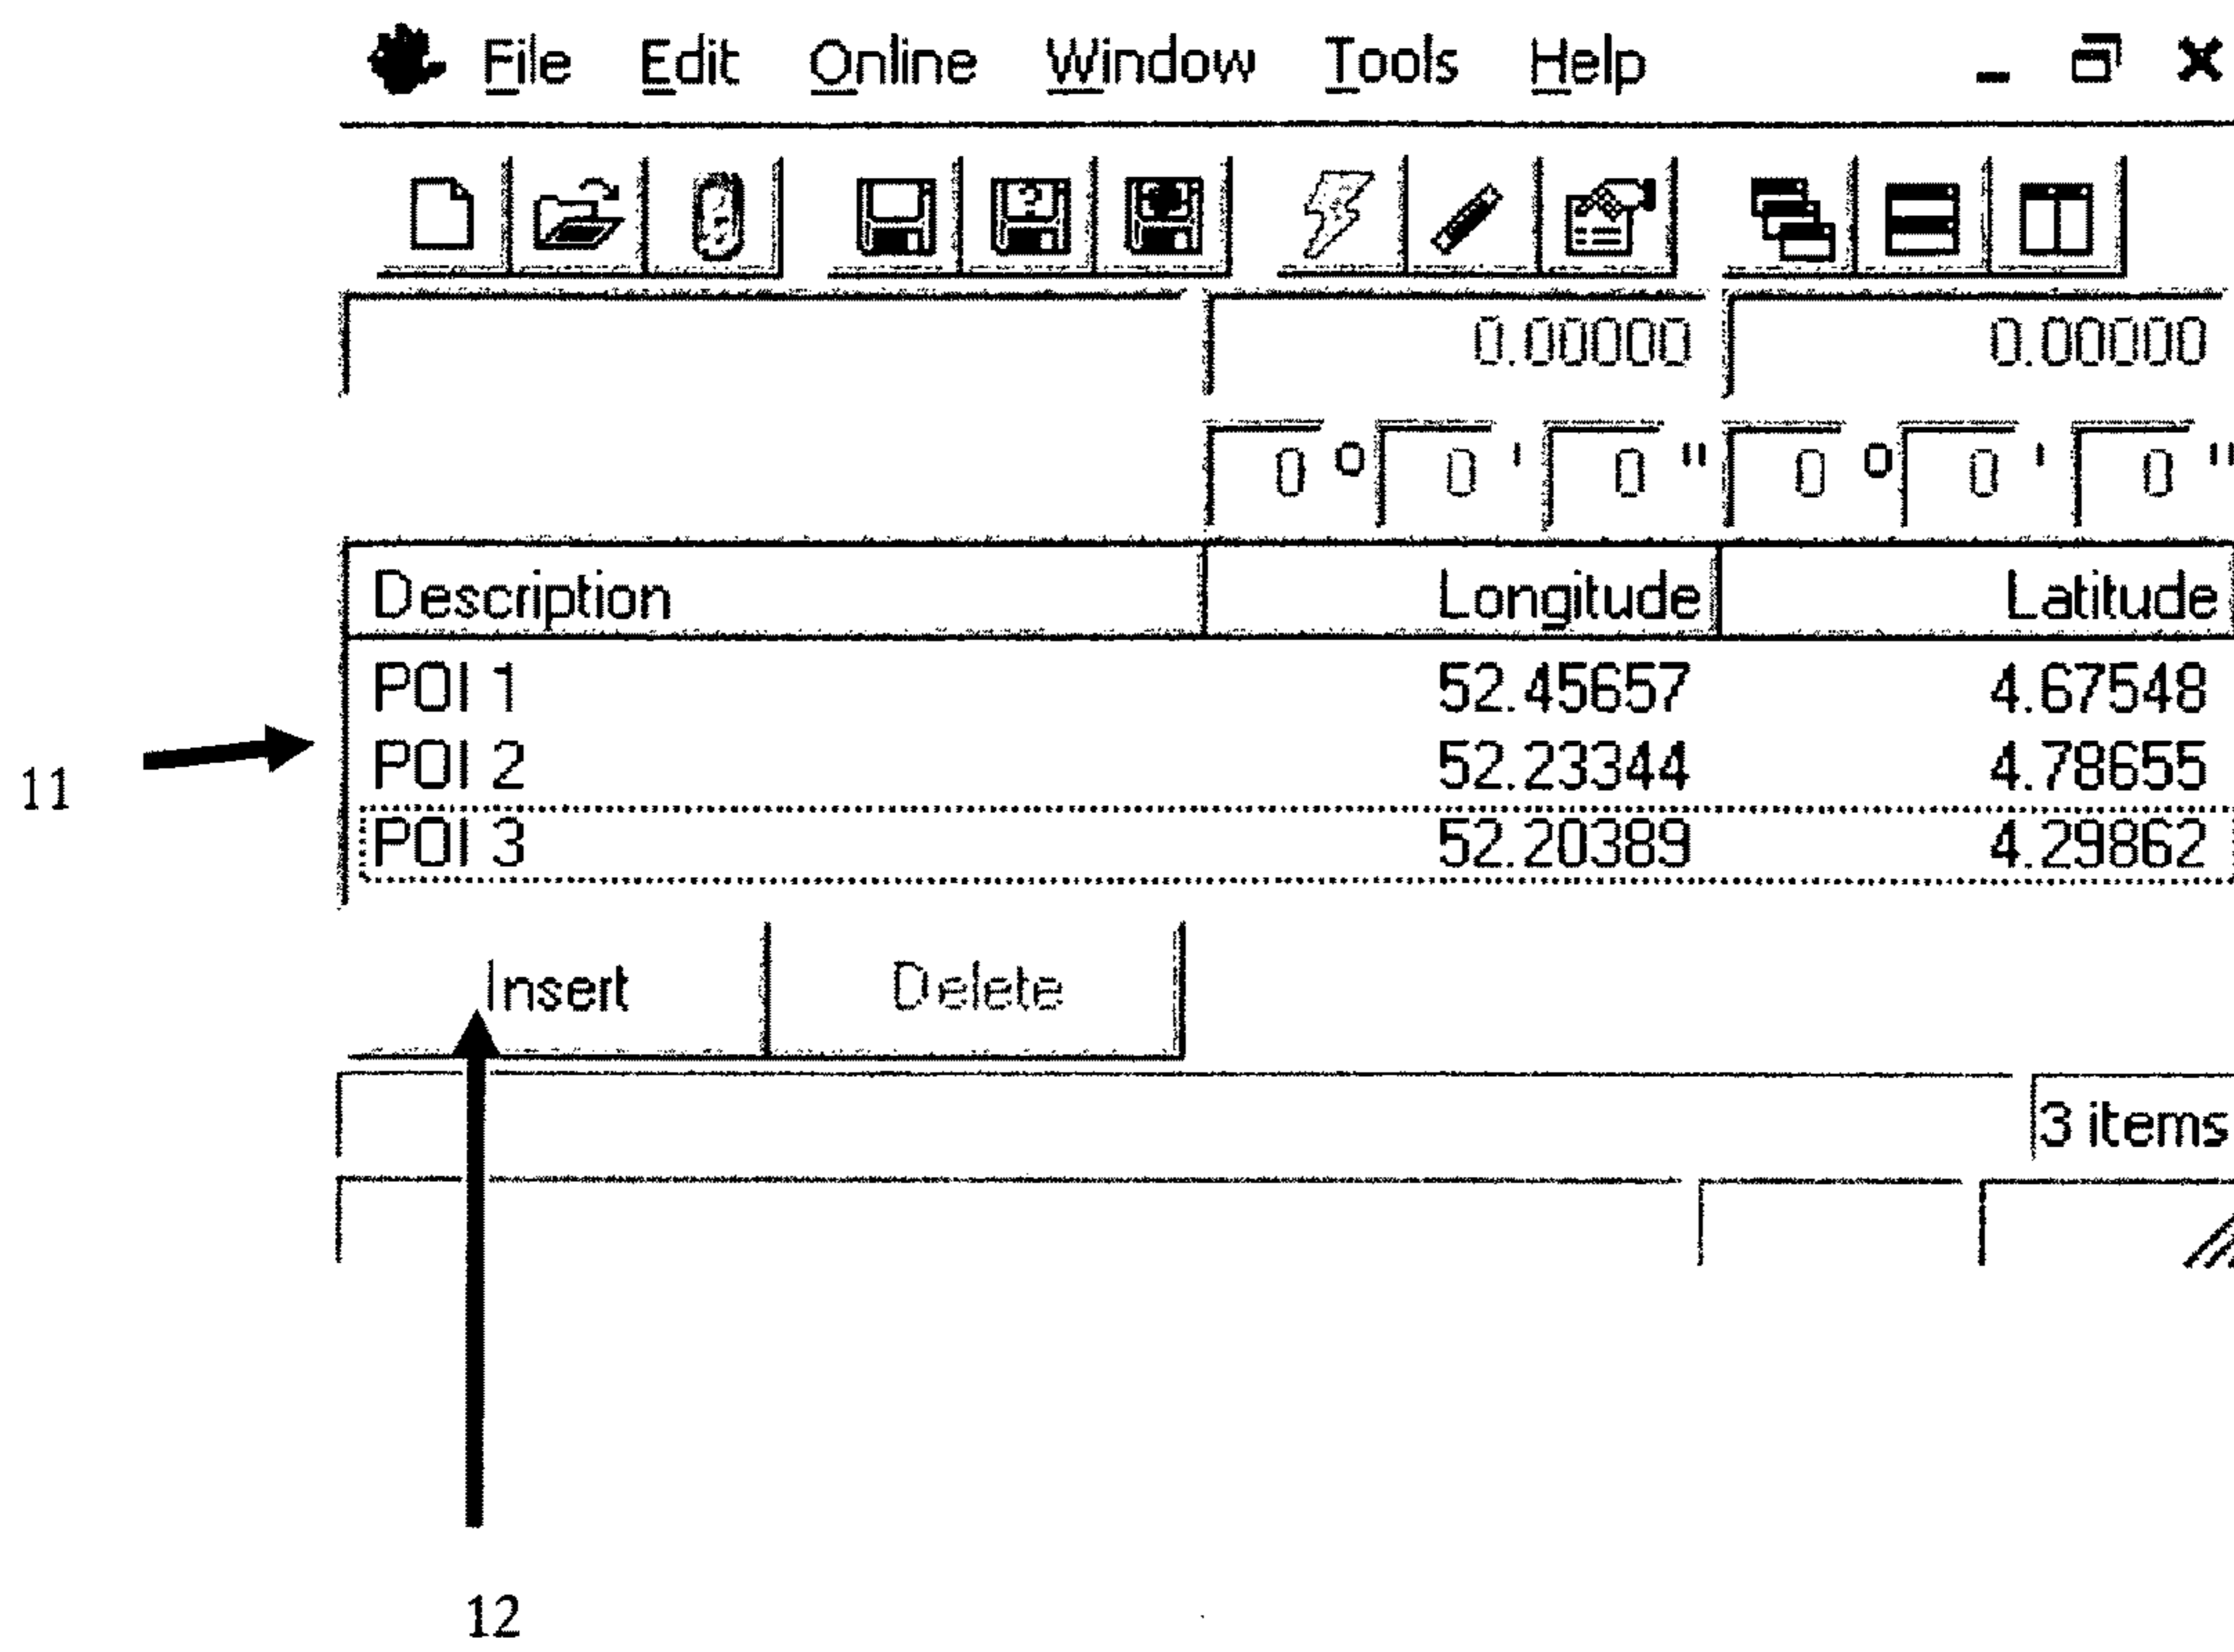 File Edit Online Window Tools Help
0.00000 0.00000
0 ° 0 ' 0 " 0 ° 0 ' 0 "
Description Longitude Latitude
POI 1 52.45657 4.67548
POI 2 52.23344 4.78655
11
POI 3 52.20389 4.29862
Insert Delete
3 items
12